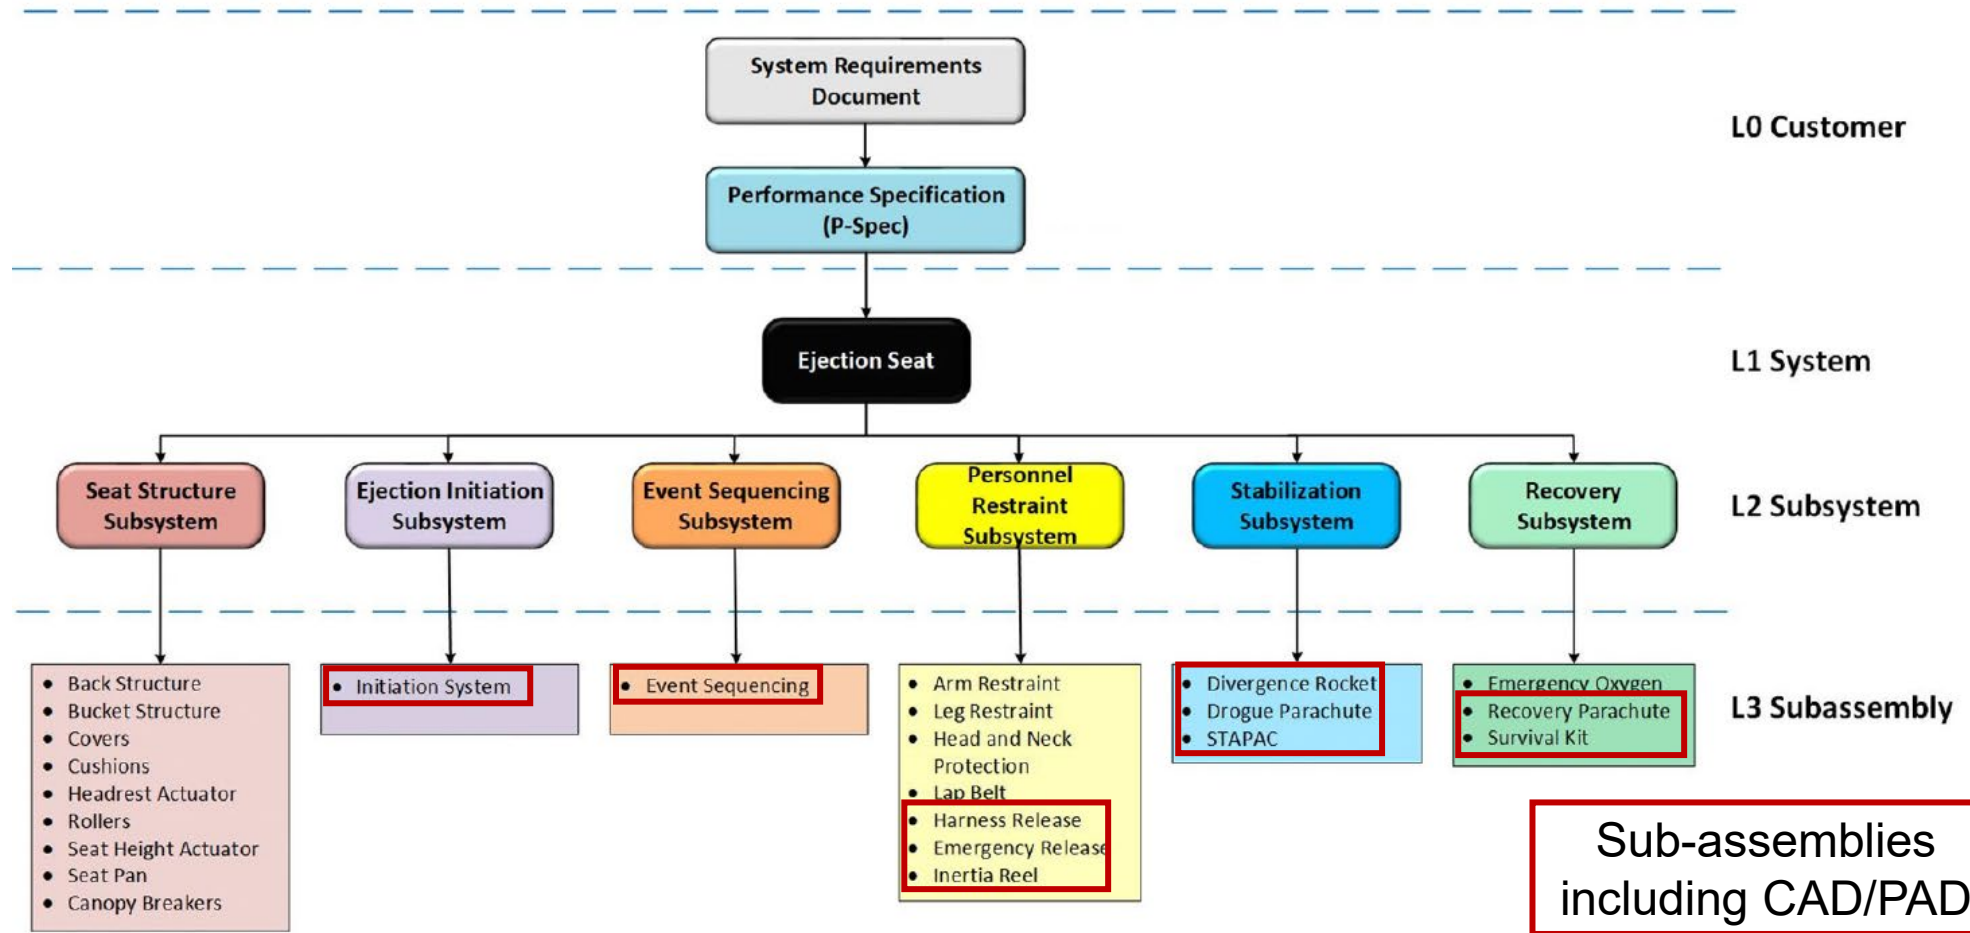 System Requirements
Document
L0 Customer
Performance Specification
(P-Spec)
Ejection Seat
L1 System
Seat Structure
Subsystem
Ejection Initiation
Subsystem
Event Sequencing
Subsystem
Personnel
Restraint
Subsystem
Stabilization
Subsystem
Recovery
Subsystem
L2 Subsystem
• Back Structure
• Bucket Structure
• Covers
• Cushions
• Headrest Actuator
• Rollers
• Seat Height Actuator
• Seat Pan
• Canopy Breakers
• Initiation System
• Event Sequencing
• Arm Restraint
• Leg Restraint
• Head and Neck
Protection
• Lap Belt
• Harness Release
• Emergency Release
• Inertia Reel
• Divergence Rocket
• Drogue Parachute
• STAPAC
• Emergency Oxygen
• Recovery Parachute
• Survival Kit
L3 Subassembly
Sub-assemblies
including CAD/PAD